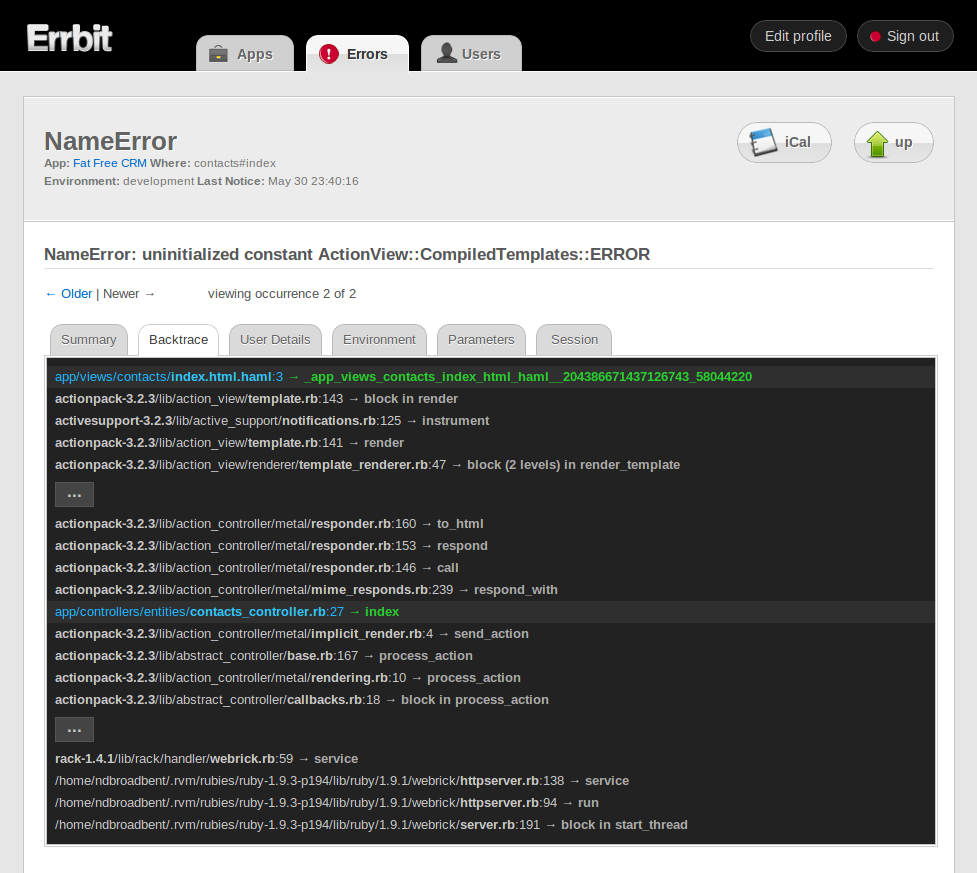 Errbit
Apps
Errors
Users
Edit profile
Sign out
NameError
App: Fat Free CRM Where: contacts#index
Environment: development Last Notice: May 30 23:40:16
iCal
up
NameError: uninitialized constant ActionView::CompiledTemplates::ERROR
← Older | Newer → viewing occurrence 2 of 2
Summary
Backtrace
User Details
Environment
Parameters
Session
app/views/contacts/index.html.haml:3 → _app_views_contacts_index_html_haml__204386671437126743_58044220
actionpack-3.2.3/lib/action_view/template.rb:143 → block in render
activesupport-3.2.3/lib/active_support/notifications.rb:125 → instrument
actionpack-3.2.3/lib/action_view/template.rb:141 → render
actionpack-3.2.3/lib/action_view/renderer/template_renderer.rb:47 → block (2 levels) in render_template
...
actionpack-3.2.3/lib/action_controller/metal/responder.rb:160 → to_html
actionpack-3.2.3/lib/action_controller/metal/responder.rb:153 → respond
actionpack-3.2.3/lib/action_controller/metal/responder.rb:146 → call
actionpack-3.2.3/lib/action_controller/metal/mime_responds.rb:239 → respond_with
app/controllers/entities/contacts_controller.rb:27 → index
actionpack-3.2.3/lib/action_controller/metal/implicit_render.rb:4 → send_action
actionpack-3.2.3/lib/abstract_controller/base.rb:167 → process_action
actionpack-3.2.3/lib/action_controller/metal/rendering.rb:10 → process_action
actionpack-3.2.3/lib/abstract_controller/callbacks.rb:18 → block in process_action
...
rack-1.4.1/lib/rack/handler/webrick.rb:59 → service
/home/ndbroadbent/.rvm/rubies/ruby-1.9.3-p194/lib/ruby/1.9.1/webrick/httpserver.rb:138 → service
/home/ndbroadbent/.rvm/rubies/ruby-1.9.3-p194/lib/ruby/1.9.1/webrick/httpserver.rb:94 → run
/home/ndbroadbent/.rvm/rubies/ruby-1.9.3-p194/lib/ruby/1.9.1/webrick/server.rb:191 → block in start_thread